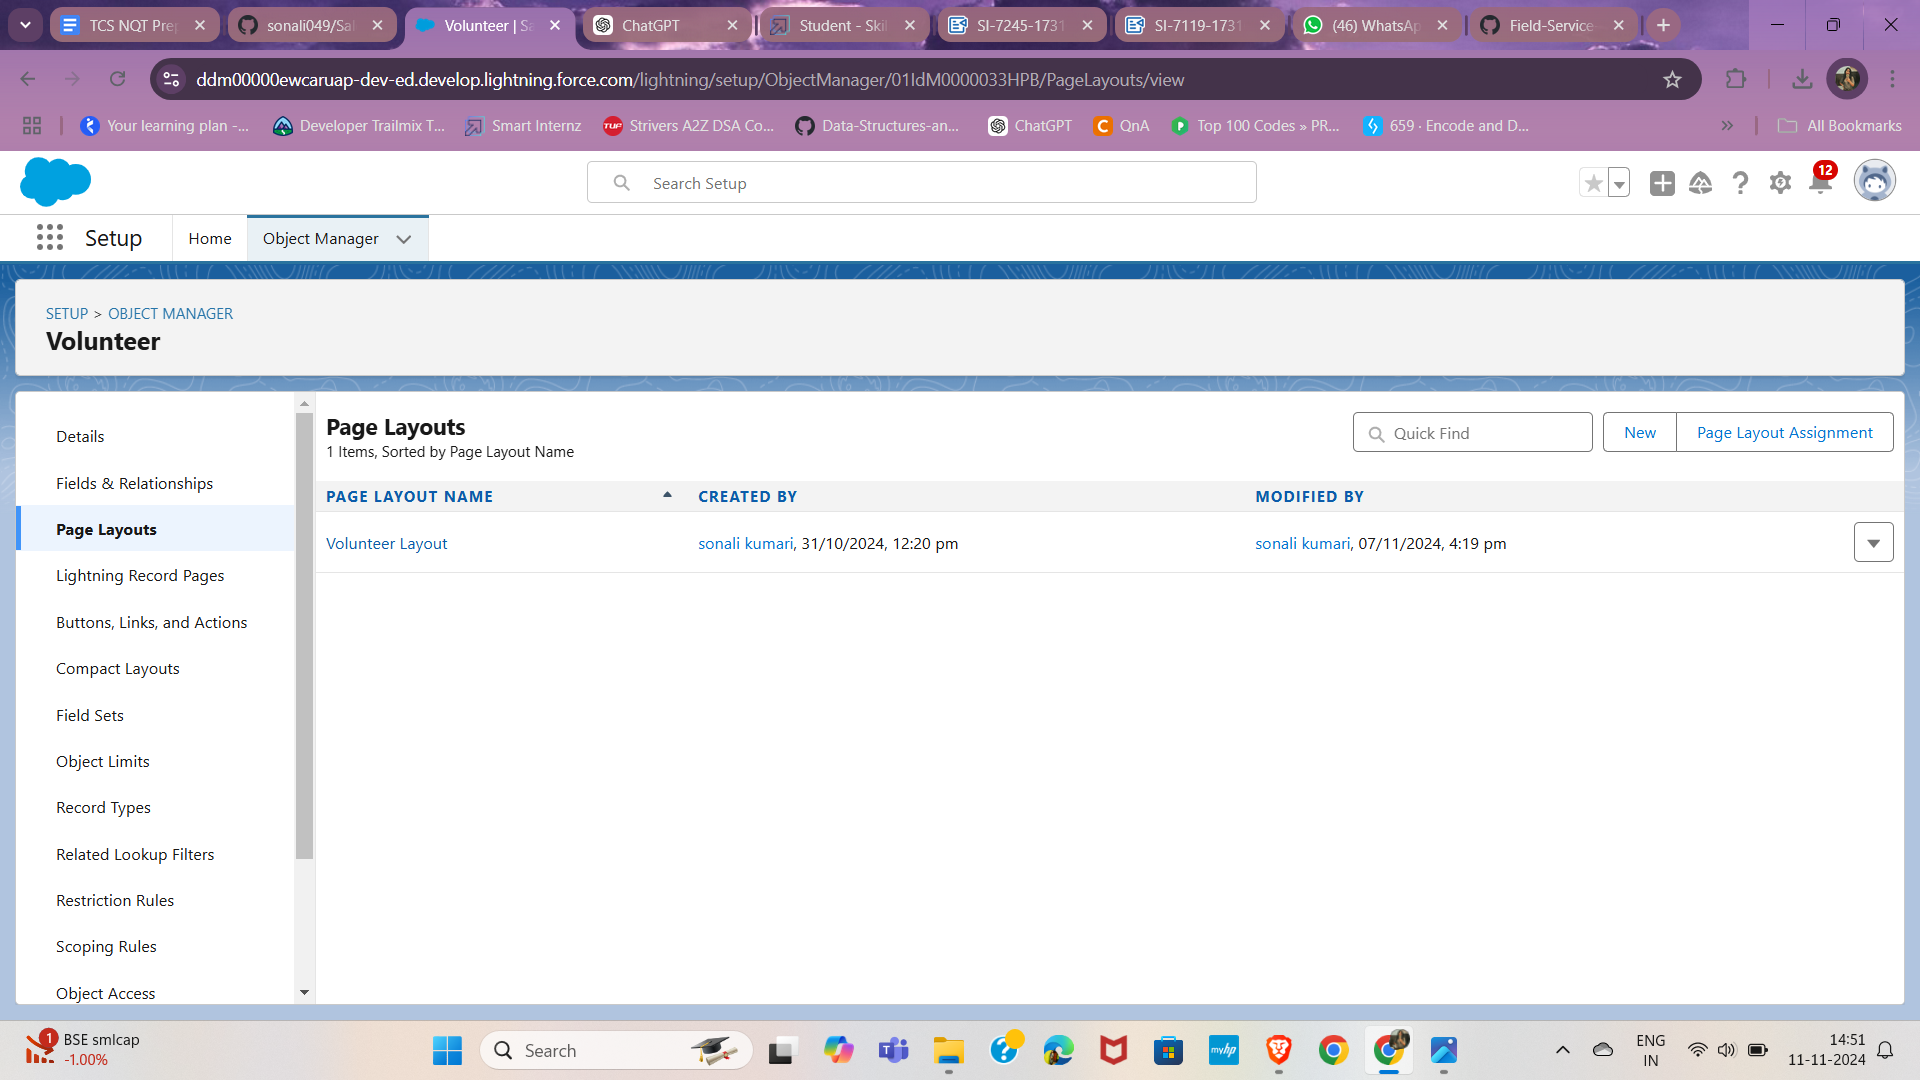 TCS NQT Prep
sonali049/Sal
Volunteer | Sa
ChatGPT
Student - Skil
SI-7245-1731
SI-7119-1731
(46) WhatsAp
Field-Service-
ddm00000ewcaruap-dev-ed.develop.lightning.force.com/lightning/setup/ObjectManager/01IdM0000033HPB/PageLayouts/view
Your learning plan -...
Developer Trailmix T...
Smart Internz
TUF
Strivers A2Z DSA Co...
Data-Structures-an...
ChatGPT
QnA
Top 100 Codes » PR...
659 · Encode and D...
All Bookmarks
Search Setup
12
Setup
Home
Object Manager
SETUP > OBJECT MANAGER
Volunteer
Details
Fields & Relationships
Page Layouts
Lightning Record Pages
Buttons, Links, and Actions
Compact Layouts
Field Sets
Object Limits
Record Types
Related Lookup Filters
Restriction Rules
Scoping Rules
Object Access
Page Layouts
1 Items, Sorted by Page Layout Name
Quick Find
New
Page Layout Assignment
PAGE LAYOUT NAME
CREATED BY
MODIFIED BY
Volunteer Layout
sonali kumari, 31/10/2024, 12:20 pm
sonali kumari, 07/11/2024, 4:19 pm
1
BSE smlcap
-1.00%
Search
myhp
ENG
IN
14:51
11-11-2024